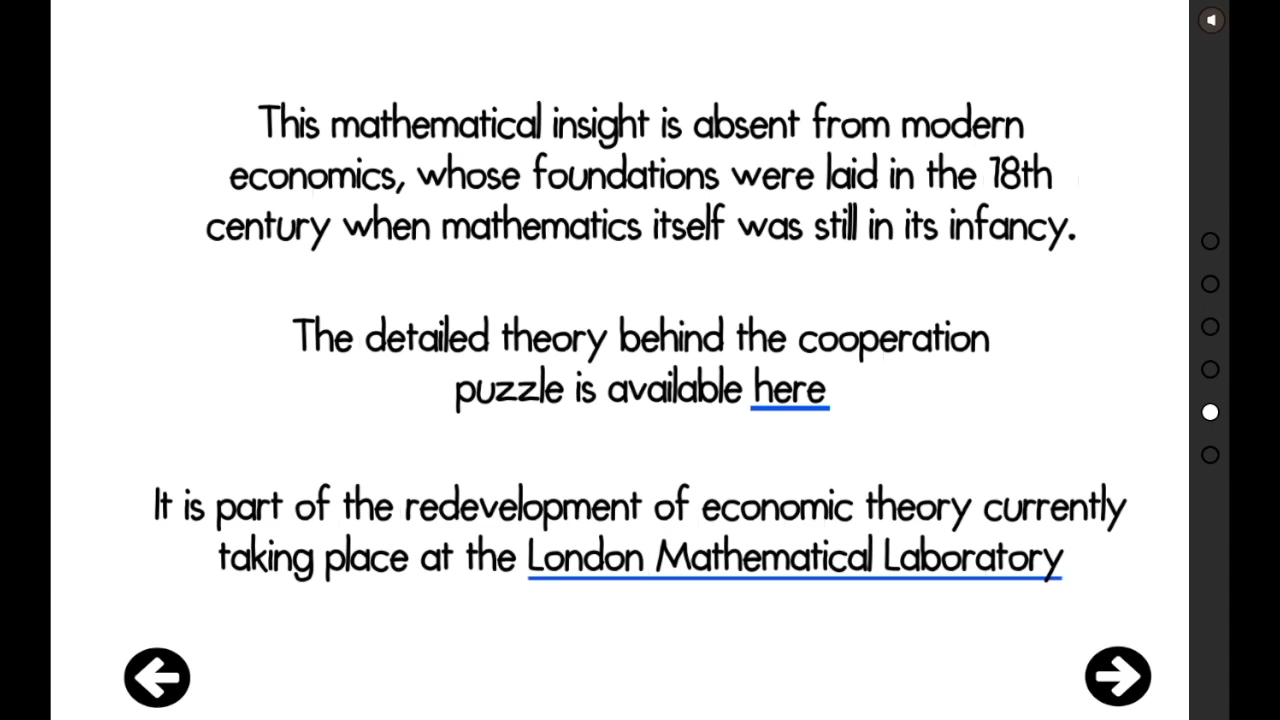 This mathematical insight is absent from modern
economics, whose foundations were laid in the 18th
century when mathematics itself was still in its infancy.
The detailed theory behind the cooperation
puzzle is available here
It is part of the redevelopment of economic theory currently
taking place at the London Mathematical Laboratory